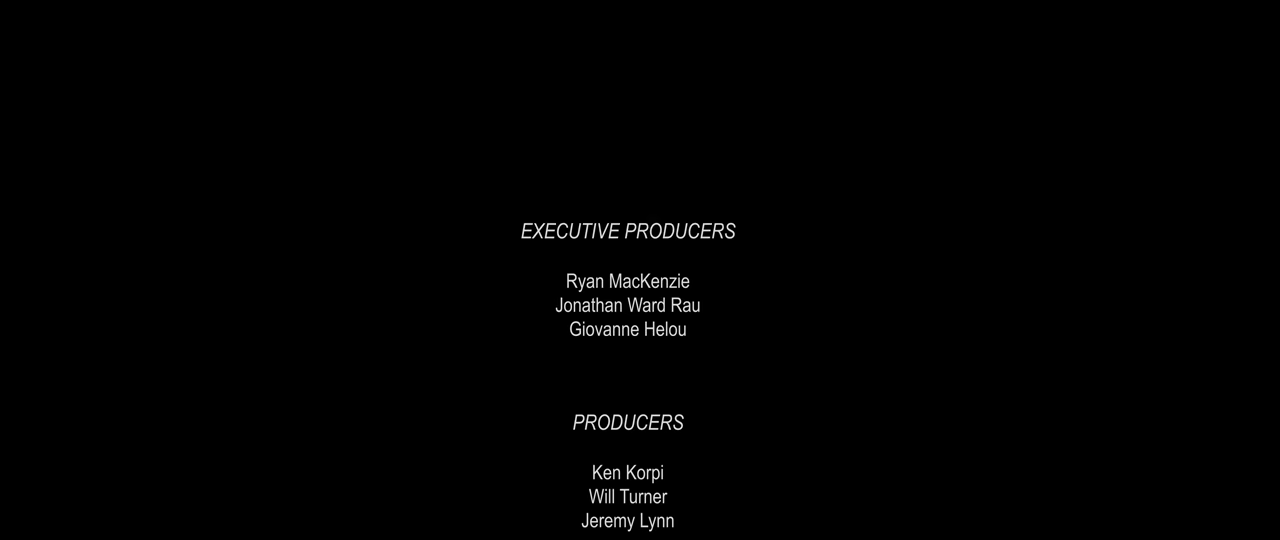 EXECUTIVE PRODUCERS
Ryan MacKenzie
Jonathan Ward Rau
Giovanne Helou
PRODUCERS
Ken Korpi
Will Turner
Jeremy Lynn